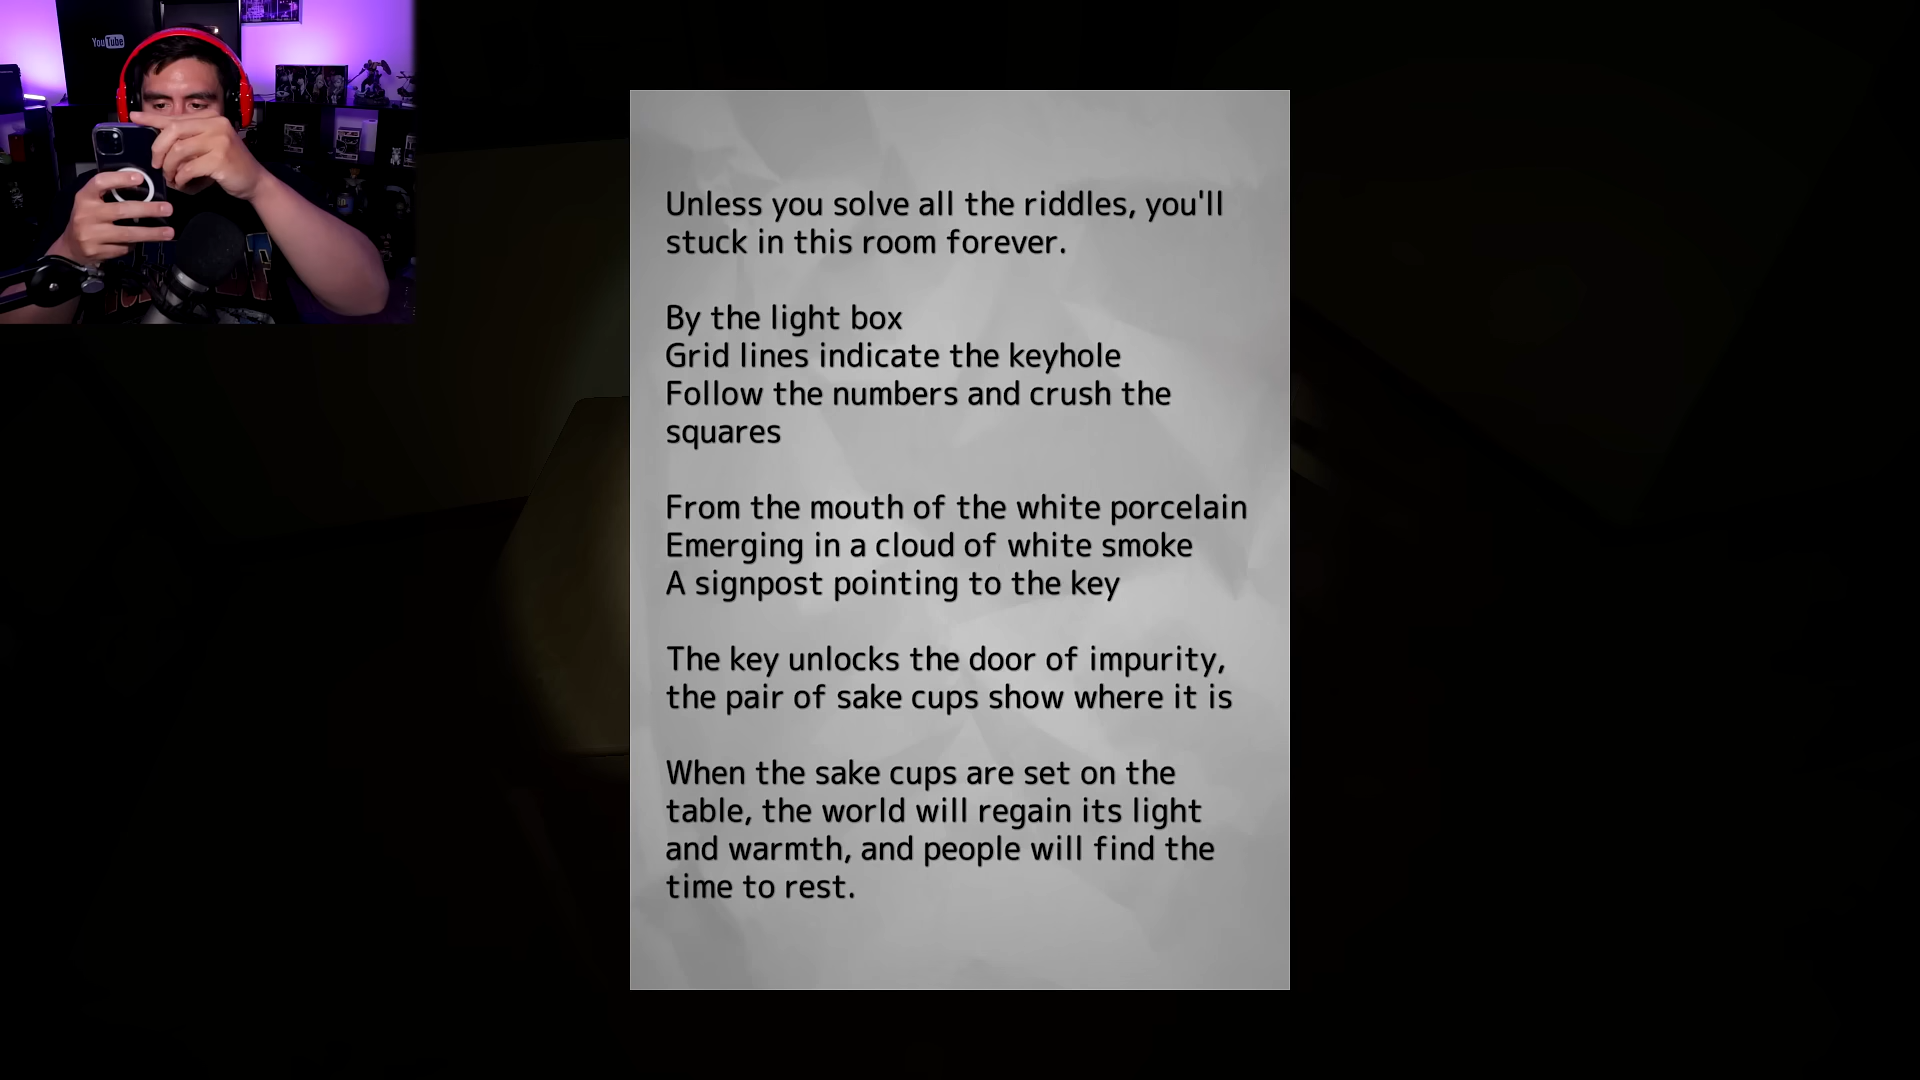 YouTube
Unless you solve all the riddles, you'll
stuck in this room forever.
By the light box
Grid lines indicate the keyhole
Follow the numbers and crush the
squares
From the mouth of the white porcelain
Emerging in a cloud of white smoke
A signpost pointing to the key
The key unlocks the door of impurity,
the pair of sake cups show where it is
When the sake cups are set on the
table, the world will regain its light
and warmth, and people will find the
time to rest.